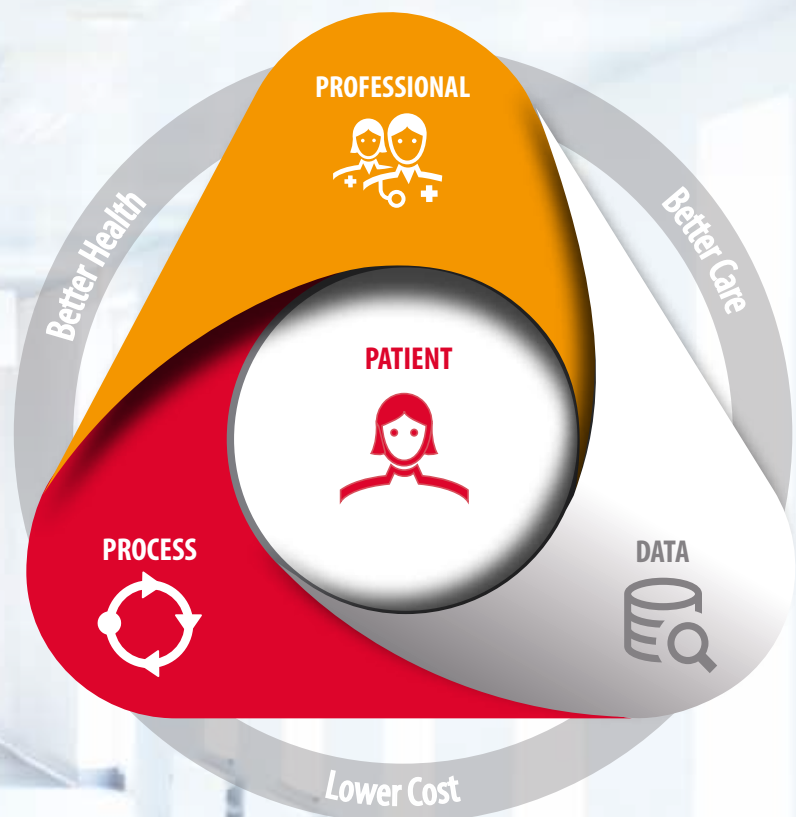 PROFESSIONAL
Better Health
Better Care
PATIENT
PROCESS
DATA
Lower Cost